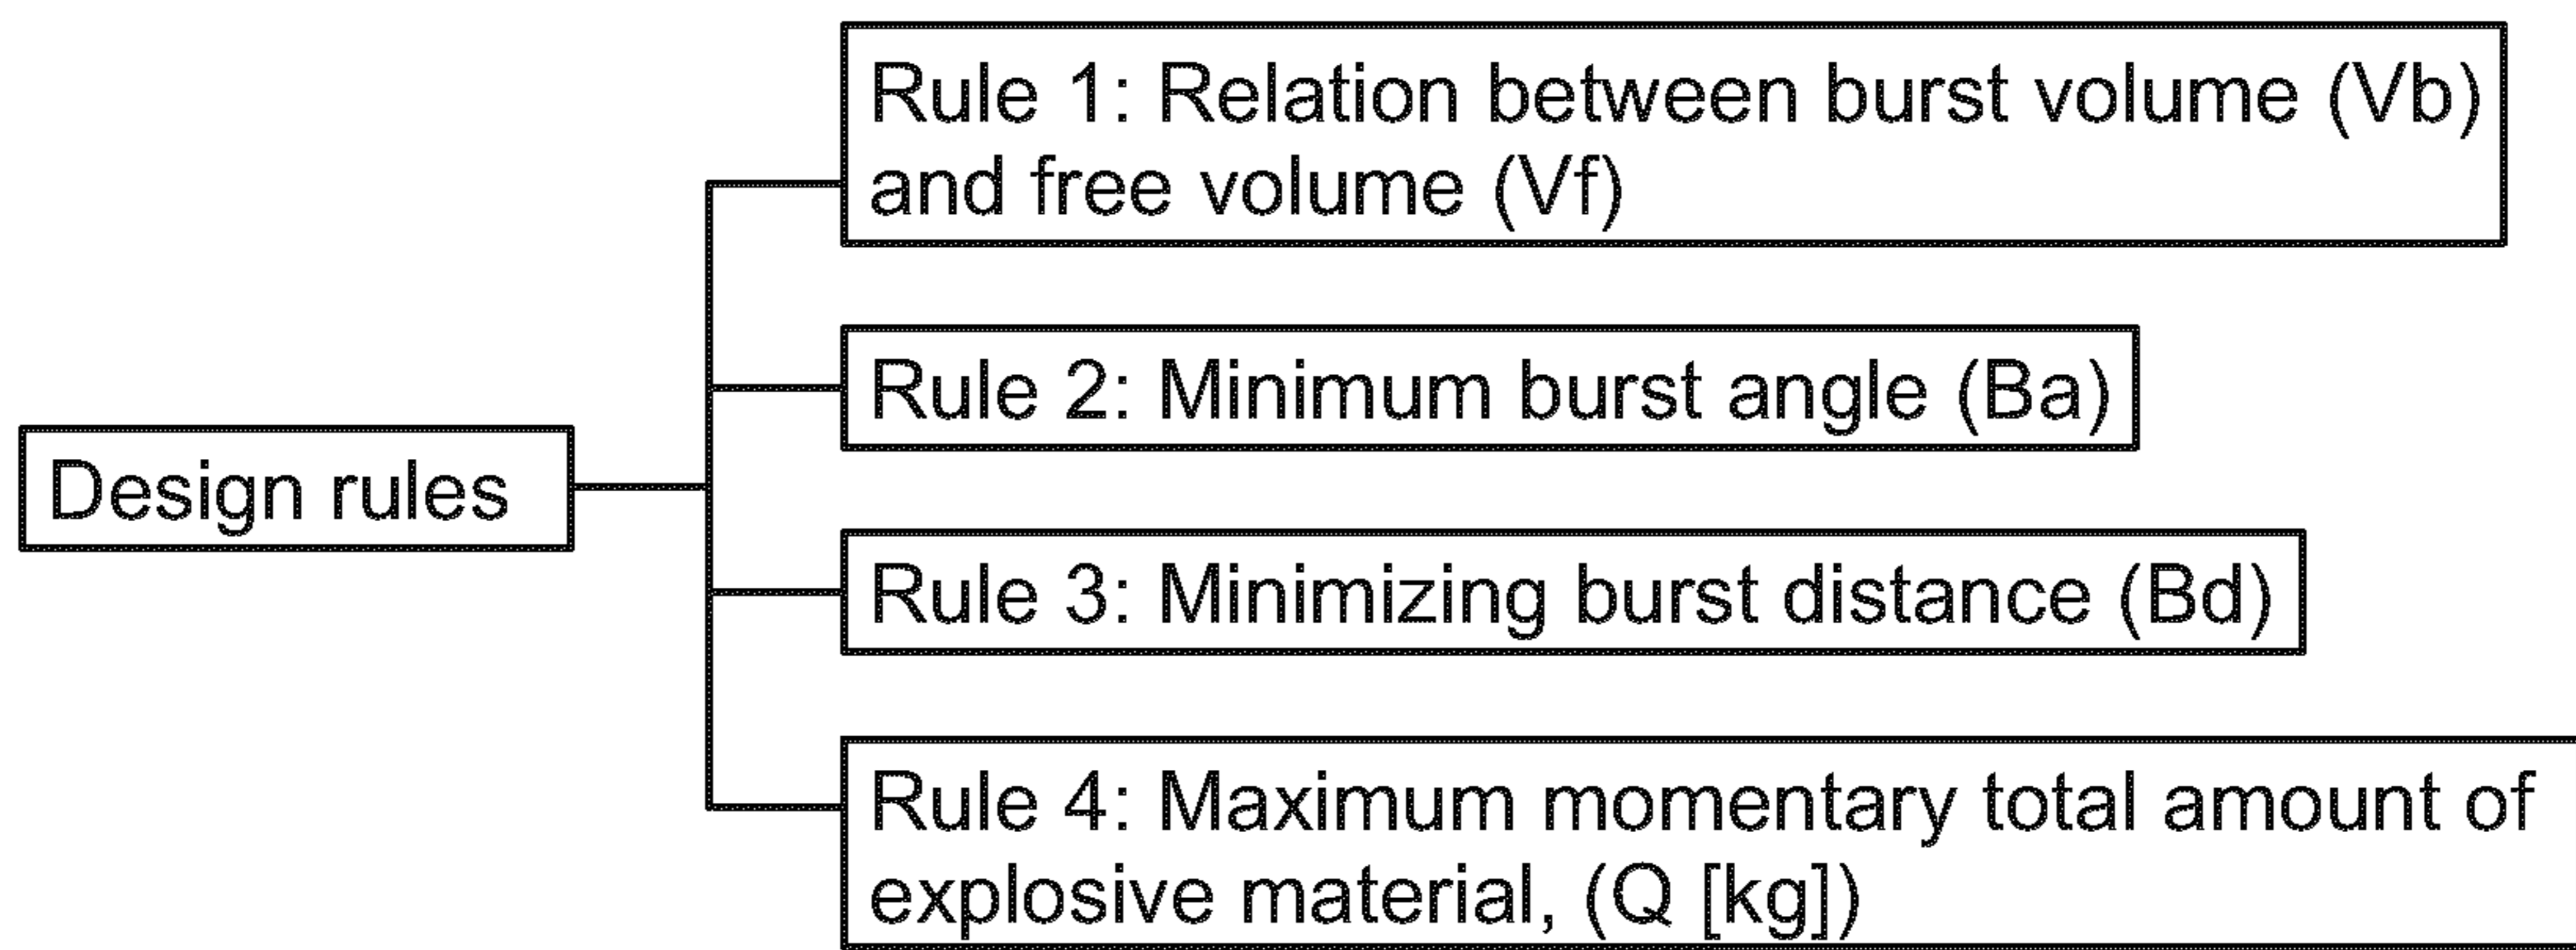 Rule 1: Relation between burst volume (Vb)
and free volume (Vf)
Rule 2: Minimum burst angle (Ba)
Design rules
Rule 3: Minimizing burst distance (Bd)
Rule 4: Maximum momentary total amount of
explosive material, (Q [kg])